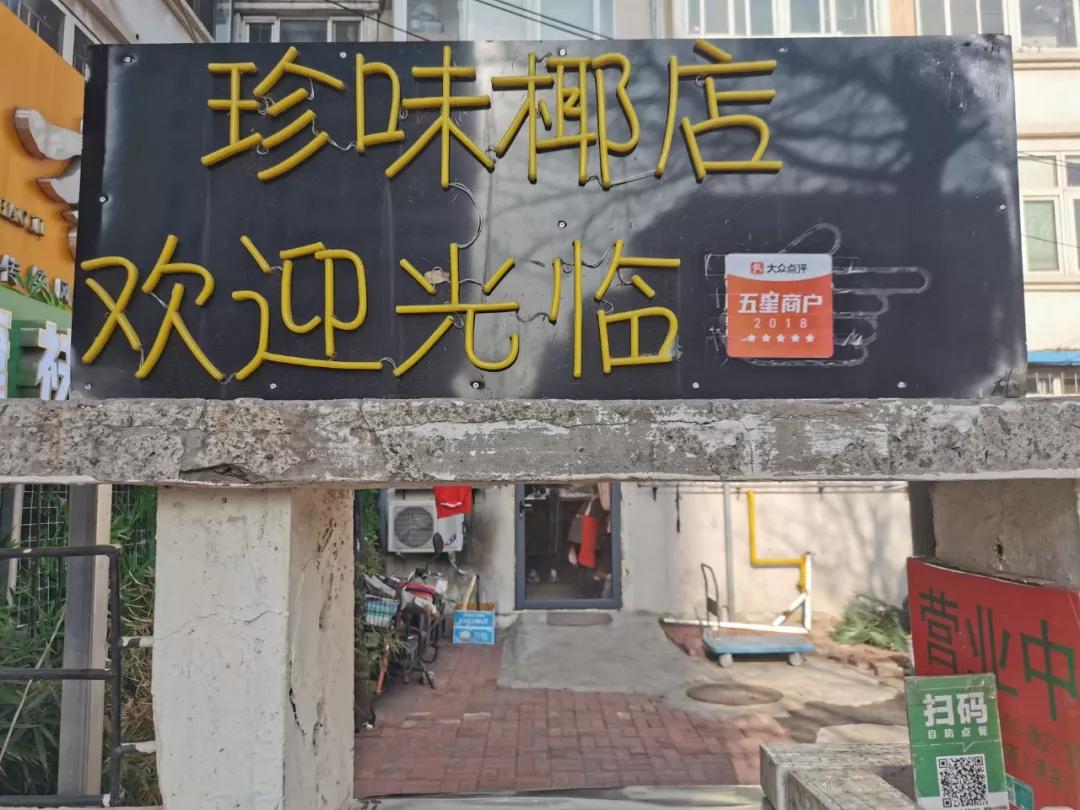 珍味椰店
欢迎光临
大众点评
五星商户
2018
营业中
扫码
自助点餐